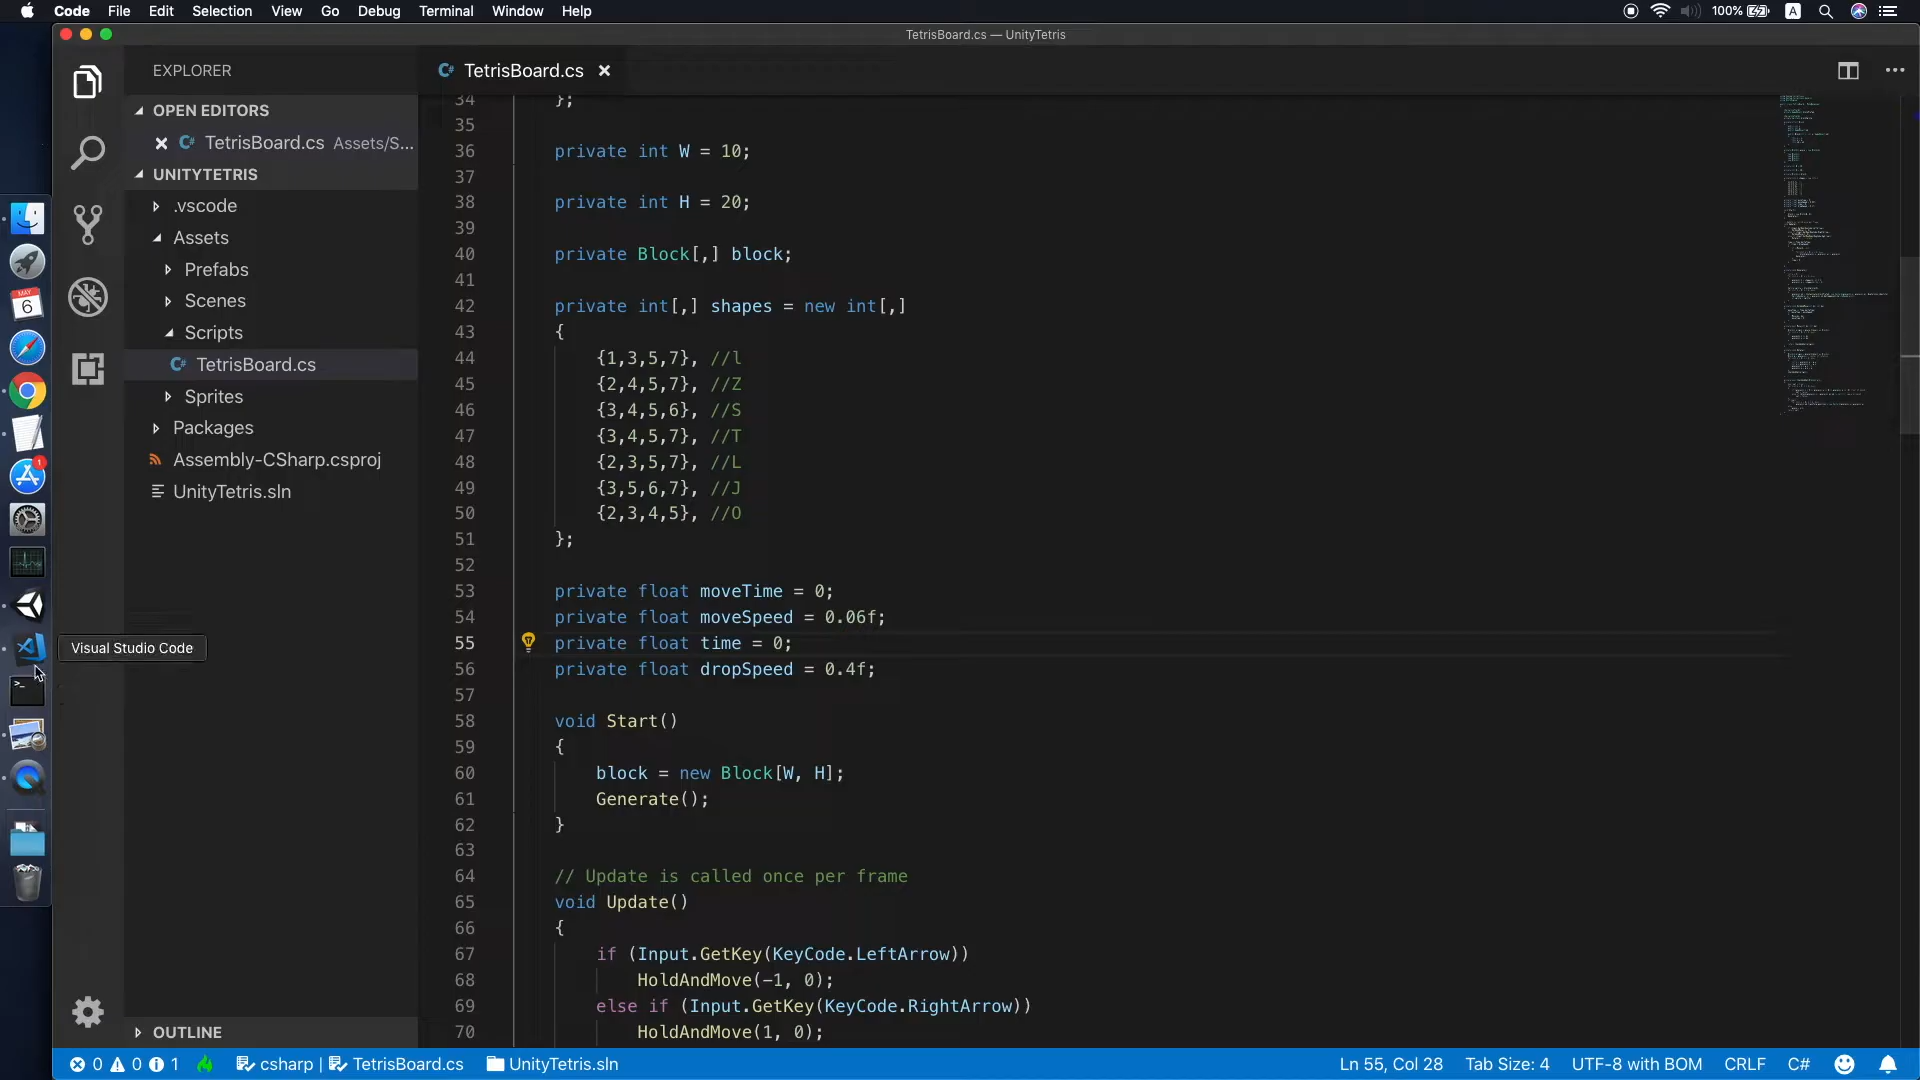 Code File Edit Selection View Go Debug Terminal Window Help
100%
A
TetrisBoard.cs — UnityTetris
EXPLORER
TetrisBoard.cs
OPEN EDITORS
TetrisBoard.cs Assets/S...
UNITYTETRIS
.vscode
Assets
Prefabs
Scenes
Scripts
TetrisBoard.cs
Sprites
Packages
Assembly-CSharp.csproj
UnityTetris.sln
OUTLINE
MAY
6
1
Visual Studio Code
34 };
35
36 private int W = 10;
37
38 private int H = 20;
39
40 private Block[,] block;
41
42 private int[,] shapes = new int[,]
43 {
44 {1,3,5,7}, //l
45 {2,4,5,7}, //Z
46 {3,4,5,6}, //S
47 {3,4,5,7}, //T
48 {2,3,5,7}, //L
49 {3,5,6,7}, //J
50 {2,3,4,5}, //O
51 };
52
53 private float moveTime = 0;
54 private float moveSpeed = 0.06f;
55 private float time = 0;
56 private float dropSpeed = 0.4f;
57
58 void Start()
59 {
60 block = new Block[W, H];
61 Generate();
62 }
63
64 // Update is called once per frame
65 void Update()
66 {
67 if (Input.GetKey(KeyCode.LeftArrow))
68 HoldAndMove(-1, 0);
69 else if (Input.GetKey(KeyCode.RightArrow))
70 HoldAndMove(1, 0);
0 0 1 csharp | TetrisBoard.cs UnityTetris.sln
Ln 55, Col 28 Tab Size: 4 UTF-8 with BOM CRLF C#